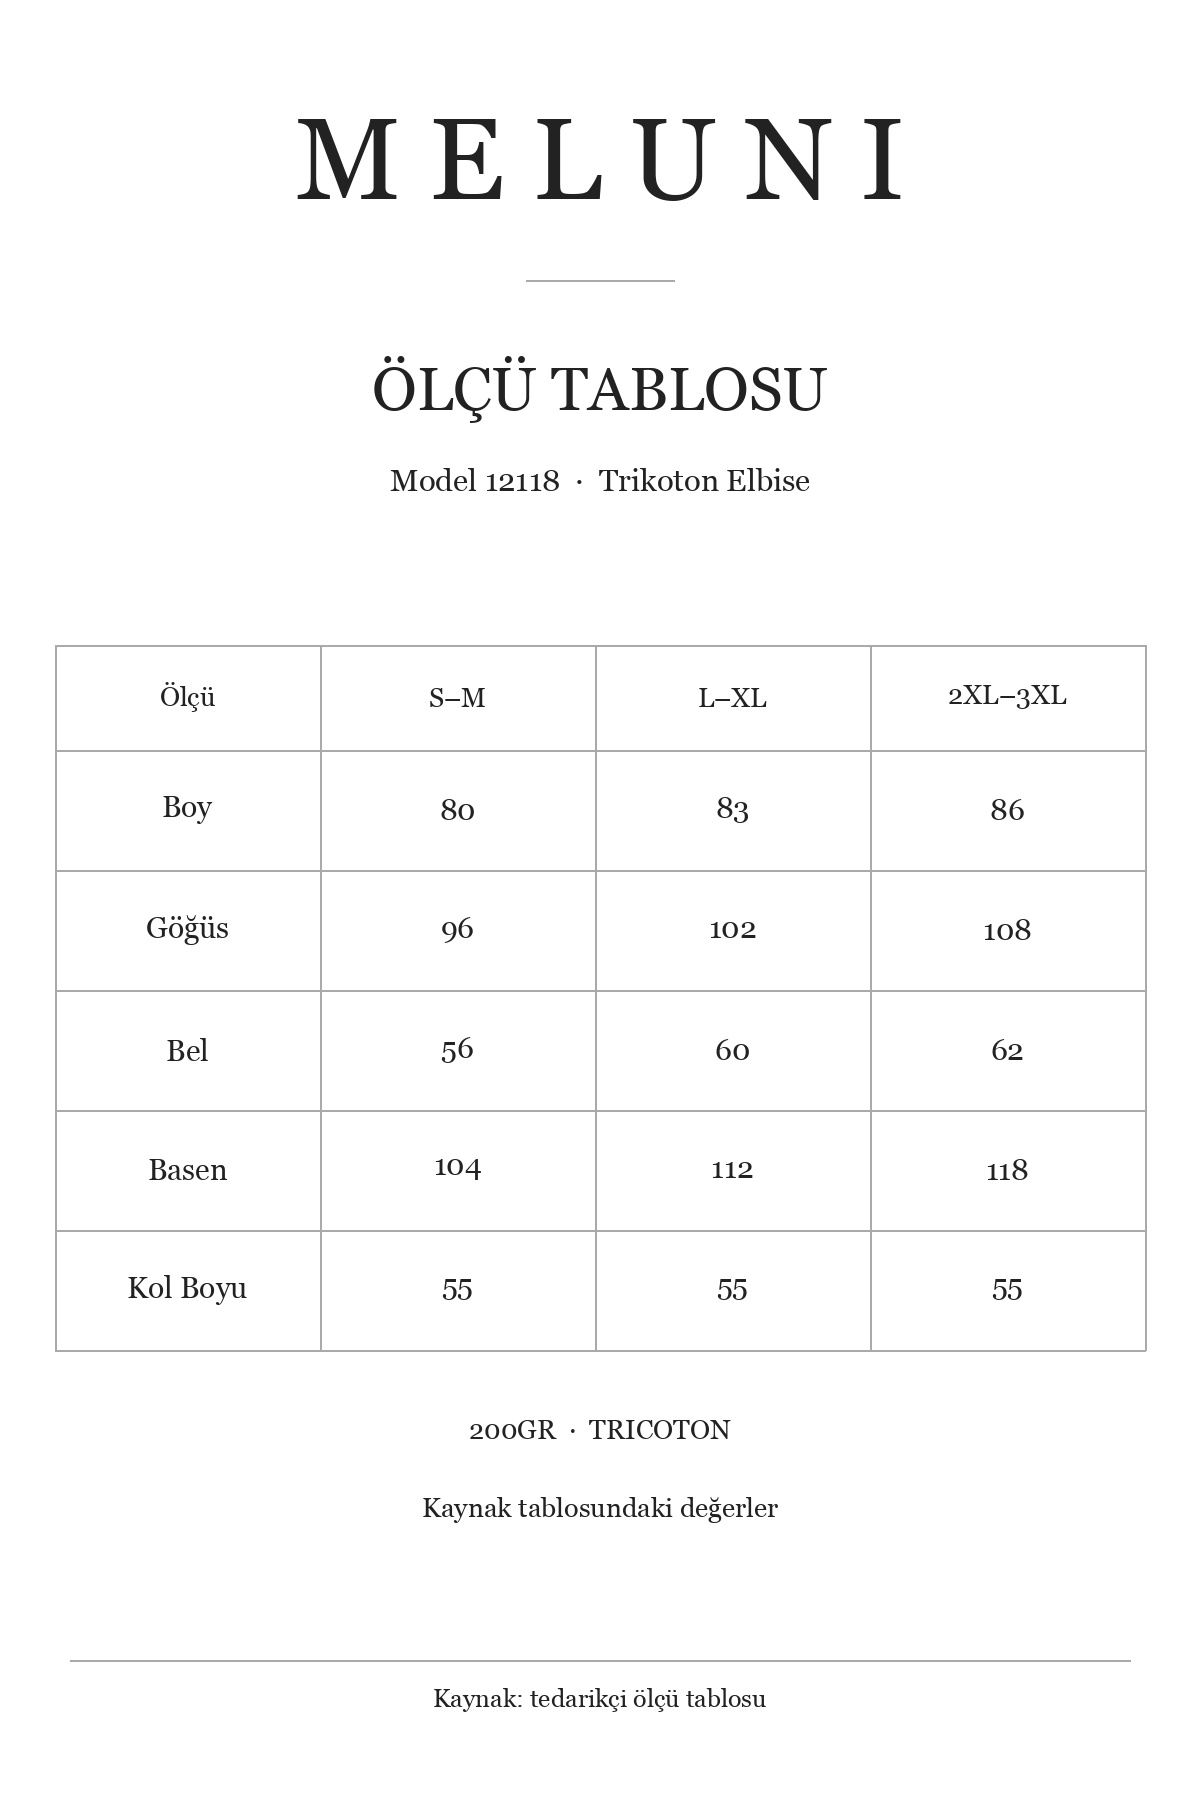 MELUNI
ÖLÇÜ TABLOSU
Model 12118 · Trikoton Elbise
Ölçü S–M L–XL 2XL–3XL
Boy 80 83 86
Göğüs 96 102 108
Bel 56 60 62
Basen 104 112 118
Kol Boyu 55 55 55
200GR · TRICOTON
Kaynak tablosundaki değerler
Kaynak: tedarikçi ölçü tablosu